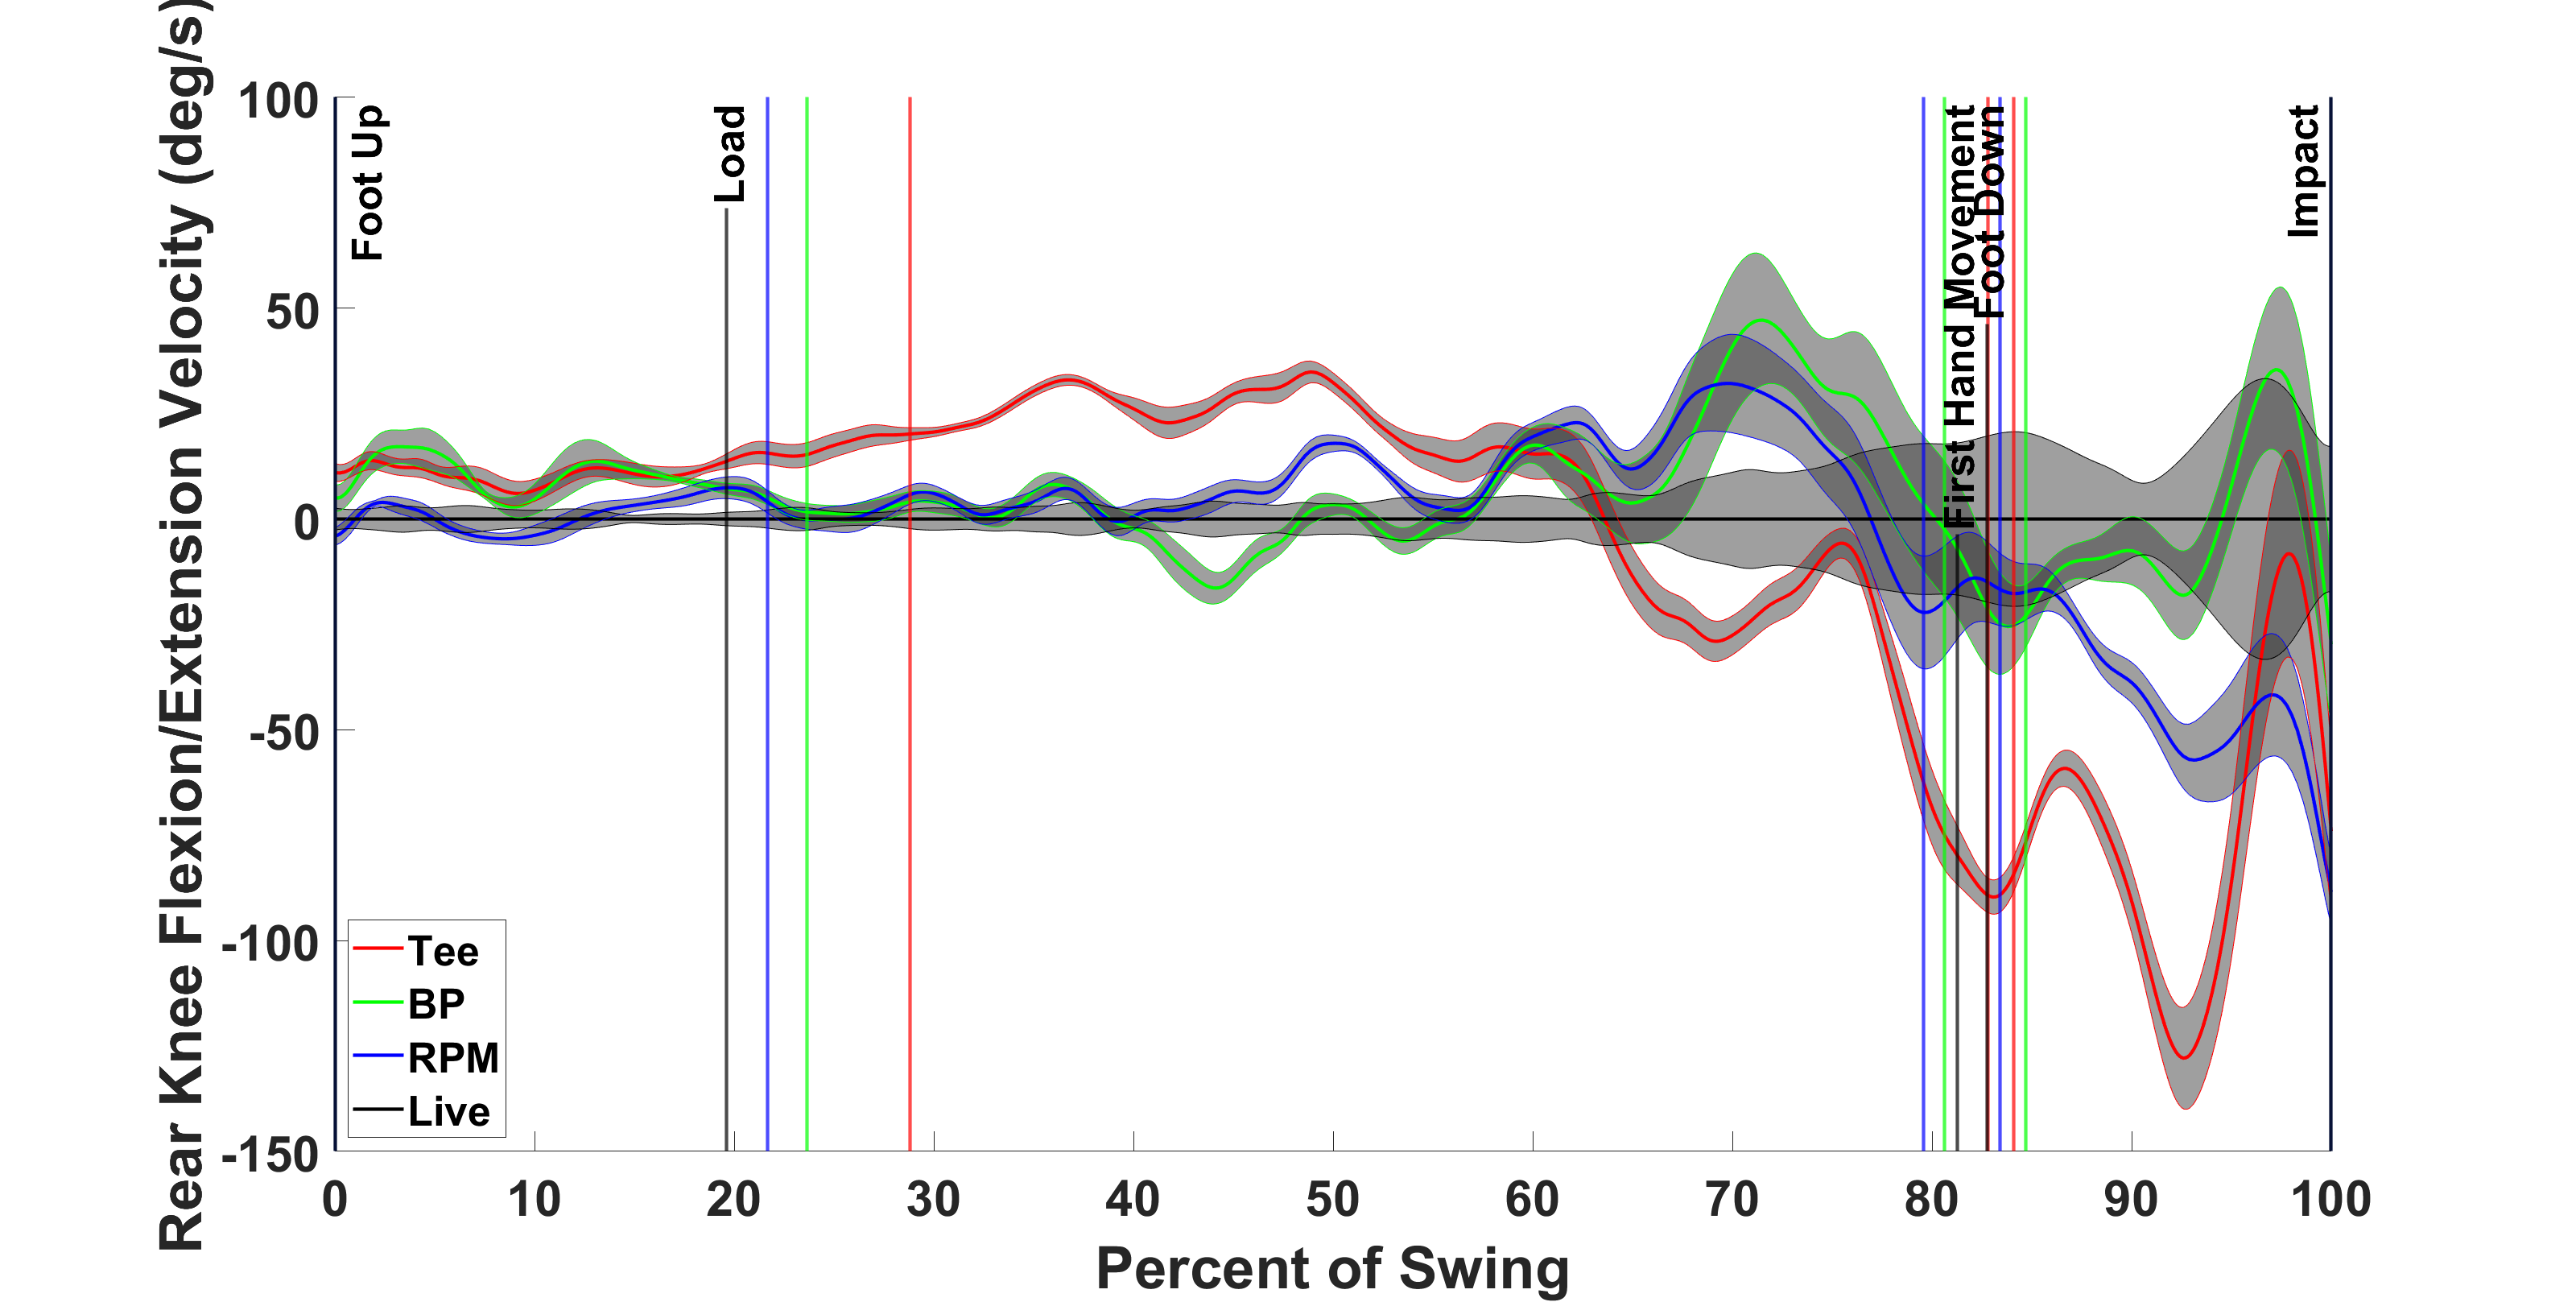 Rear Knee Flexion/Extension Velocity (deg/s)
100
50
0
-50
-100
-150
Foot Up
Load
First Hand Movement
Foot Down
Impact
Tee
BP
RPM
Live
0 10 20 30 40 50 60 70 80 90 100
Percent of Swing